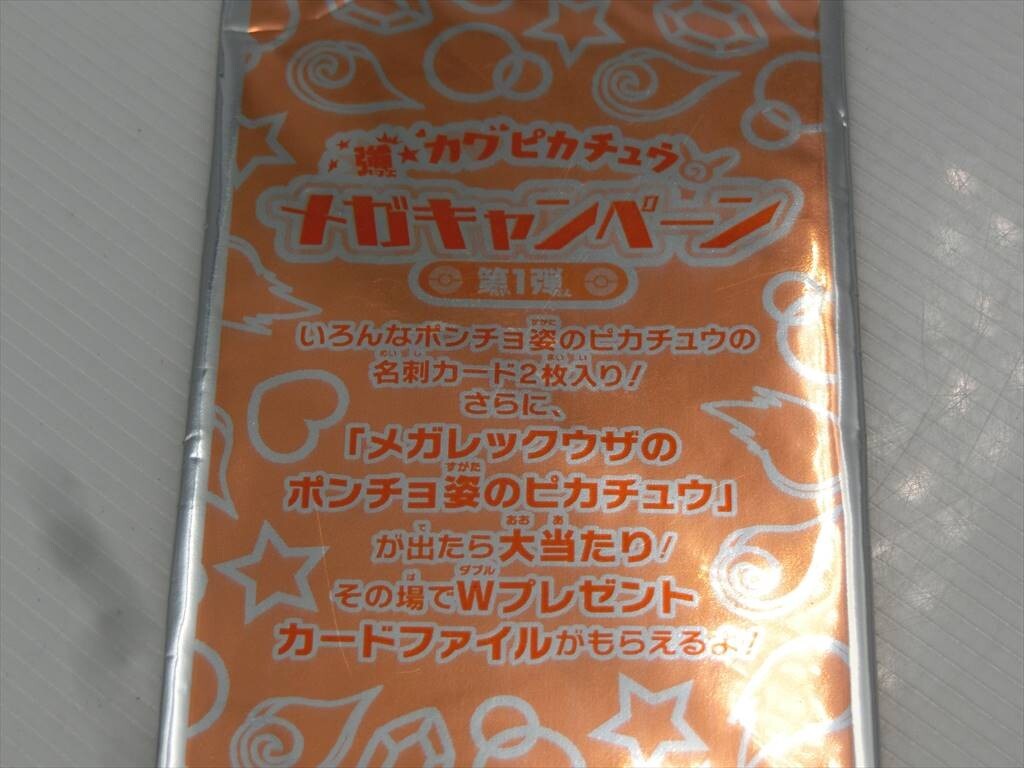 強★カワピカチュウ
メガキャンペーン
第1弾
いろんなポンチョ姿のピカチュウの
名刺カード2枚入り!
さらに、
「メガレックウザの
ポンチョ姿のピカチュウ」
が出たら大当たり!
その場でWプレゼント
カードファイルがもらえるよ!